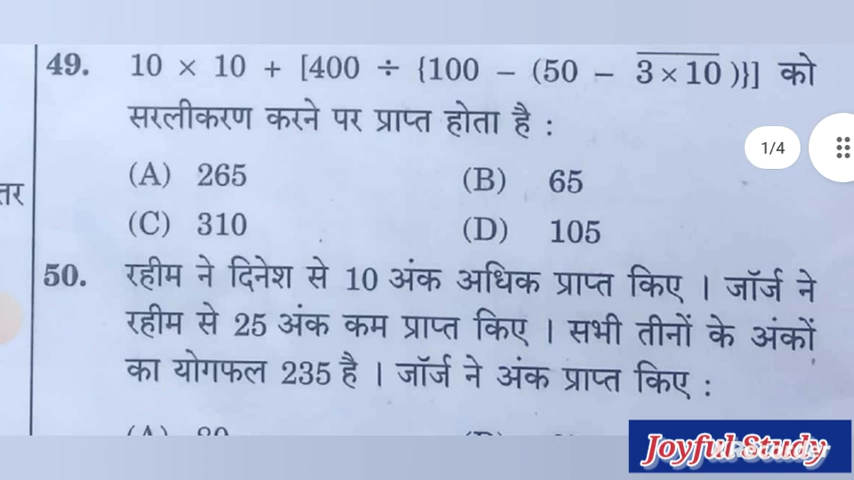 49. 10 × 10 + [400 ÷ {100 – (50 – 3 × 10 )}] को
सरलीकरण करने पर प्राप्त होता है :
(A) 265 (B) 65
(C) 310 (D) 105
1/4
तर
50. रहीम ने दिनेश से 10 अंक अधिक प्राप्त किए । जॉर्ज ने
रहीम से 25 अंक कम प्राप्त किए । सभी तीनों के अंकों
का योगफल 235 है । जॉर्ज ने अंक प्राप्त किए :
Joyful Study